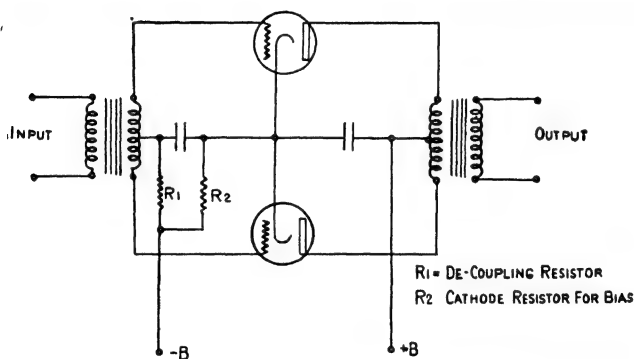 INPUT
OUTPUT
R1
R2
R1= DE-COUPLING RESISTOR
R2 CATHODE RESISTOR FOR BIAS
-B
+B